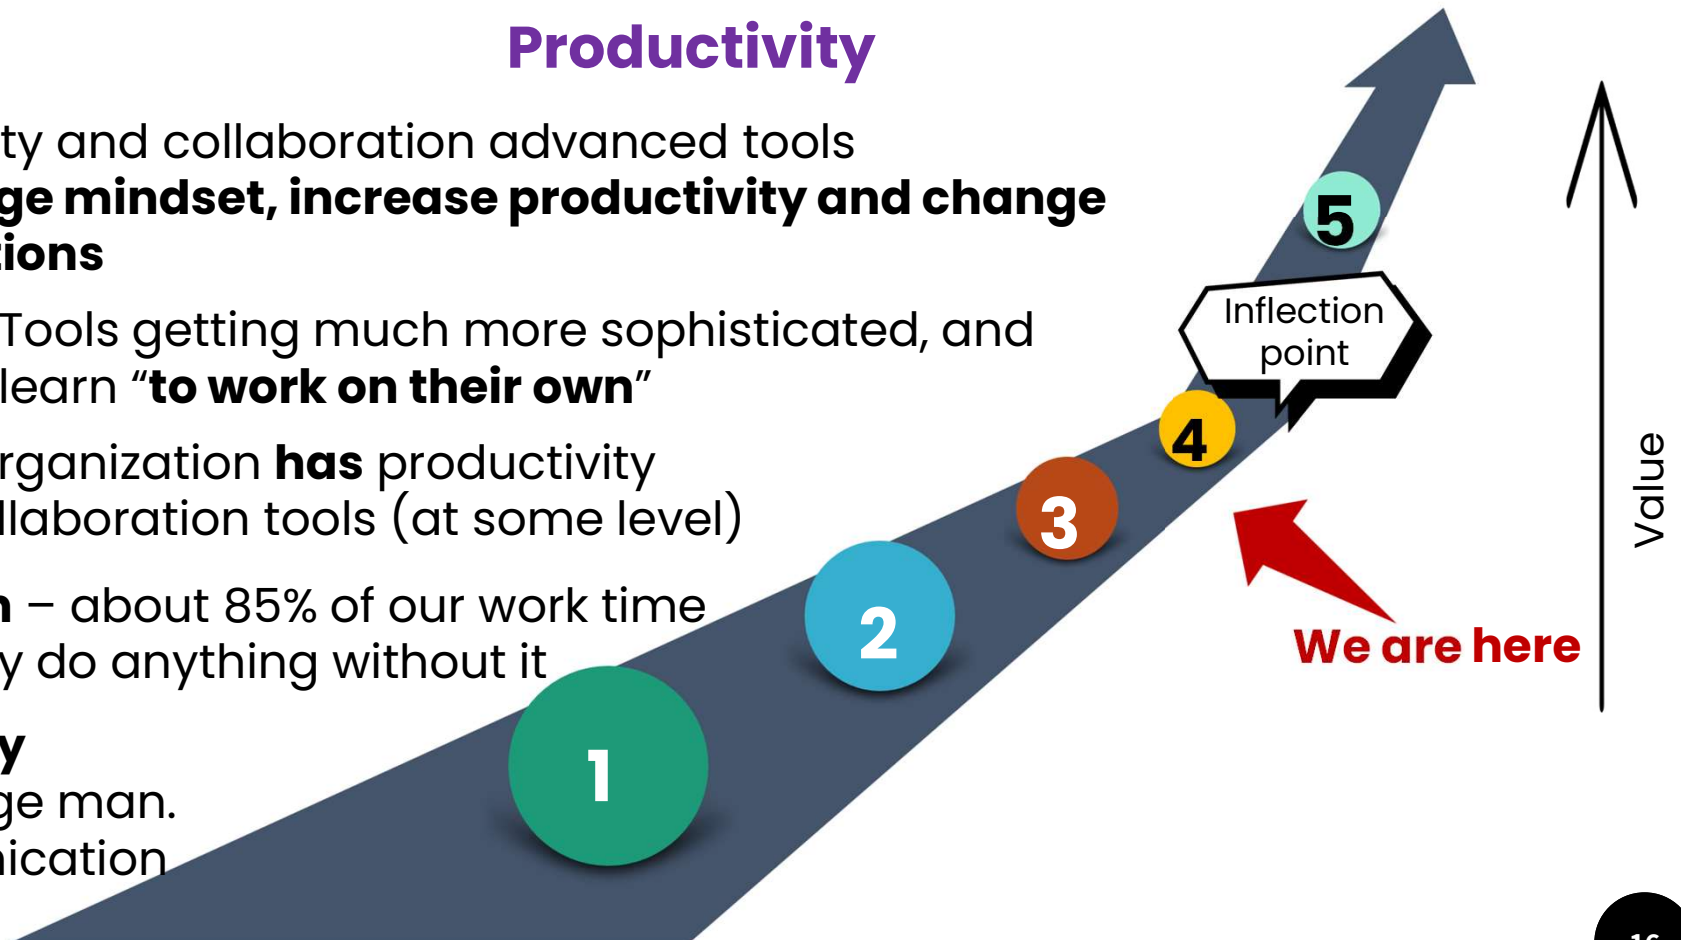 Productivity
ty and collaboration advanced tools
ge mindset, increase productivity and change
tions
Tools getting much more sophisticated, and
learn “to work on their own”
rganization has productivity
llaboration tools (at some level)
n – about 85% of our work time
y do anything without it
y
ge man.
nication
5
Inflection
point
4
3
2
1
We are here
Value
16